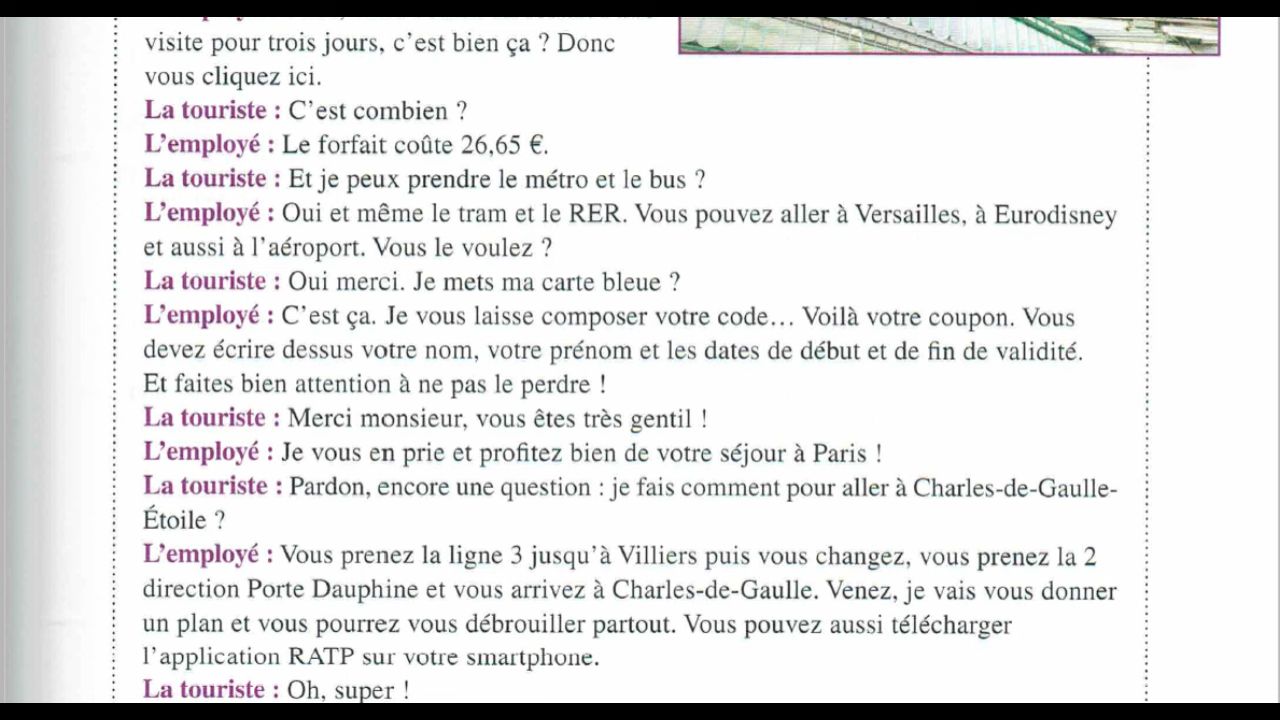 visite pour trois jours, c’est bien ça ? Donc
vous cliquez ici.
La touriste : C’est combien ?
L’employé : Le forfait coûte 26,65 €.
La touriste : Et je peux prendre le métro et le bus ?
L’employé : Oui et même le tram et le RER. Vous pouvez aller à Versailles, à Eurodisney
et aussi à l’aéroport. Vous le voulez ?
La touriste : Oui merci. Je mets ma carte bleue ?
L’employé : C’est ça. Je vous laisse composer votre code… Voilà votre coupon. Vous
devez écrire dessus votre nom, votre prénom et les dates de début et de fin de validité.
Et faites bien attention à ne pas le perdre !
La touriste : Merci monsieur, vous êtes très gentil !
L’employé : Je vous en prie et profitez bien de votre séjour à Paris !
La touriste : Pardon, encore une question : je fais comment pour aller à Charles-de-Gaulle-
Étoile ?
L’employé : Vous prenez la ligne 3 jusqu’à Villiers puis vous changez, vous prenez la 2
direction Porte Dauphine et vous arrivez à Charles-de-Gaulle. Venez, je vais vous donner
un plan et vous pourrez vous débrouiller partout. Vous pouvez aussi télécharger
l’application RATP sur votre smartphone.
La touriste : Oh, super !